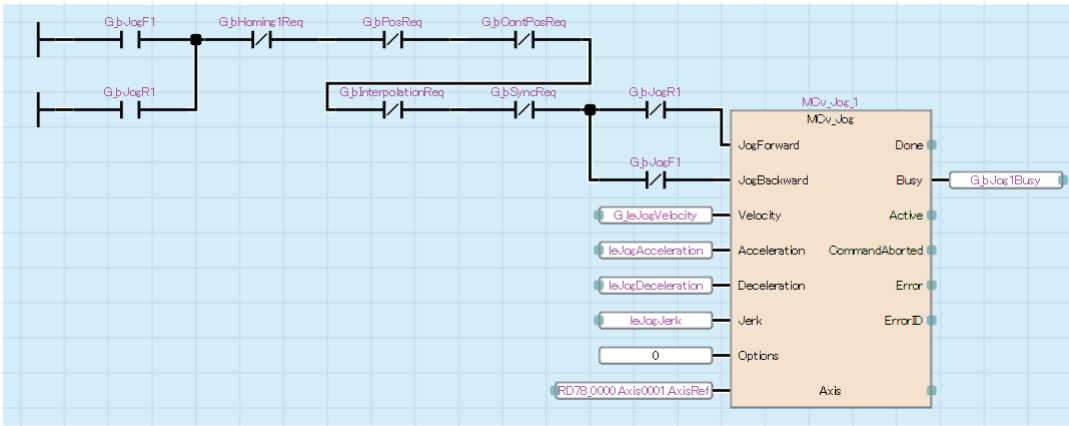 G_bJogF1 G_bHoming1Req G_bPosReq G_bContPosReq
G_bJogR1 G_bInterpolationReq G_bSyncReq G_bJogR1
MCv_Jog_1
MCv_Jog
JogForward Done
G_bJogF1
JogBackward Busy G_bJog1Busy
G_leJogVelocity Velocity Active
leJogAcceleration Acceleration CommandAborted
leJogDeceleration Deceleration Error
leJogJerk Jerk ErrorID
0 Options
RD78_0000.Axis0001.AxisRef Axis